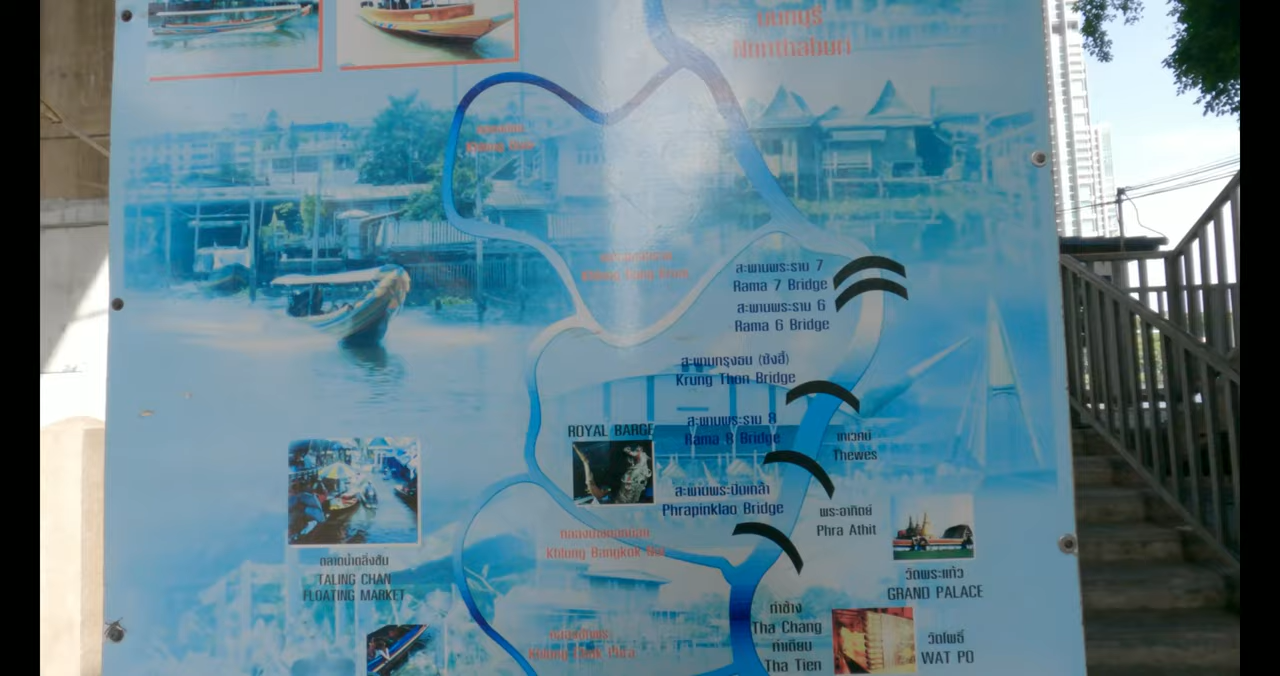 นนทบุรี
Nonthaburi
สะพานพระราม 7
Rama 7 Bridge
สะพานพระราม 6
Rama 6 Bridge
สะพานกรุงธน (ซังฮี้)
Krung Thon Bridge
สะพานพระราม 8
Rama 8 Bridge
ROYAL BARGE
เทเวศน์
Thewes
สะพานพระปิ่นเกล้า
Phrapinklao Bridge
พระอาทิตย์
Phra Athit
Khlong Bangkok
ตลาดน้ำตลิ่งชัน
TALING CHAN
FLOATING MARKET
วัดพระแก้ว
GRAND PALACE
ท่าช้าง
Tha Chang
ท่าเตียน
Tha Tien
วัดโพธิ์
WAT PO